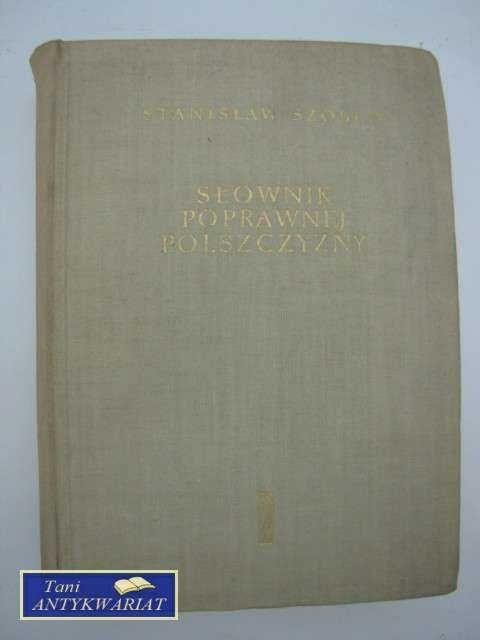 STANISŁAW SZOBER
SŁOWNIK
POPRAWNEJ
POLSZCZYZNY
Tani
ANTYKWARIAT